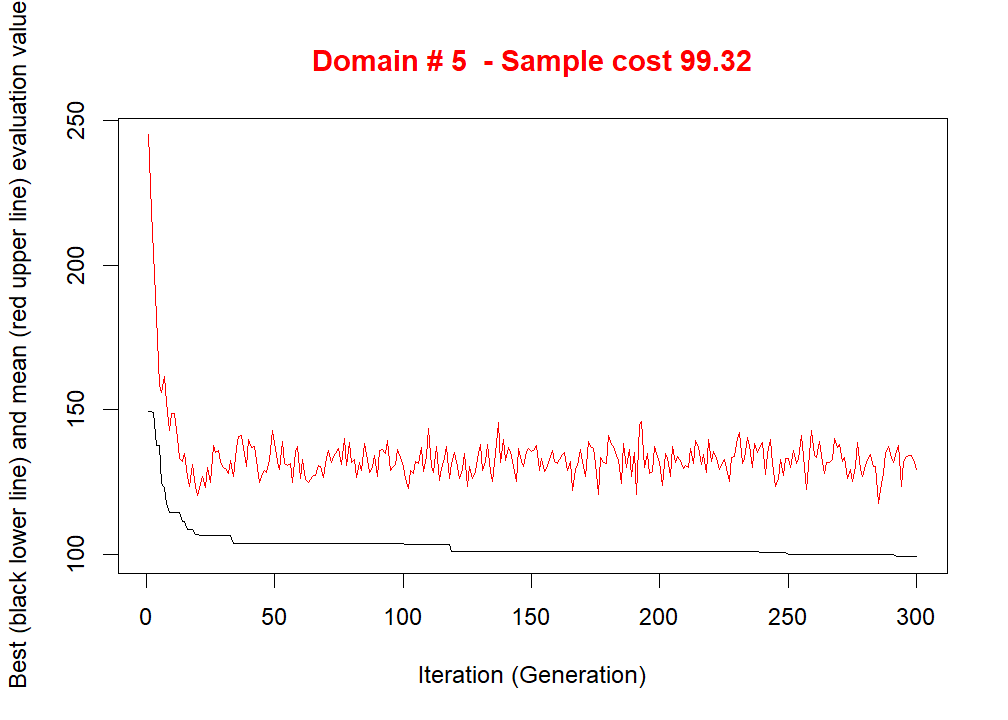 Domain # 5  - Sample cost 99.32
Best (black lower line) and mean (red upper line) evaluation value
250
200
150
100
0 50 100 150 200 250 300
Iteration (Generation)